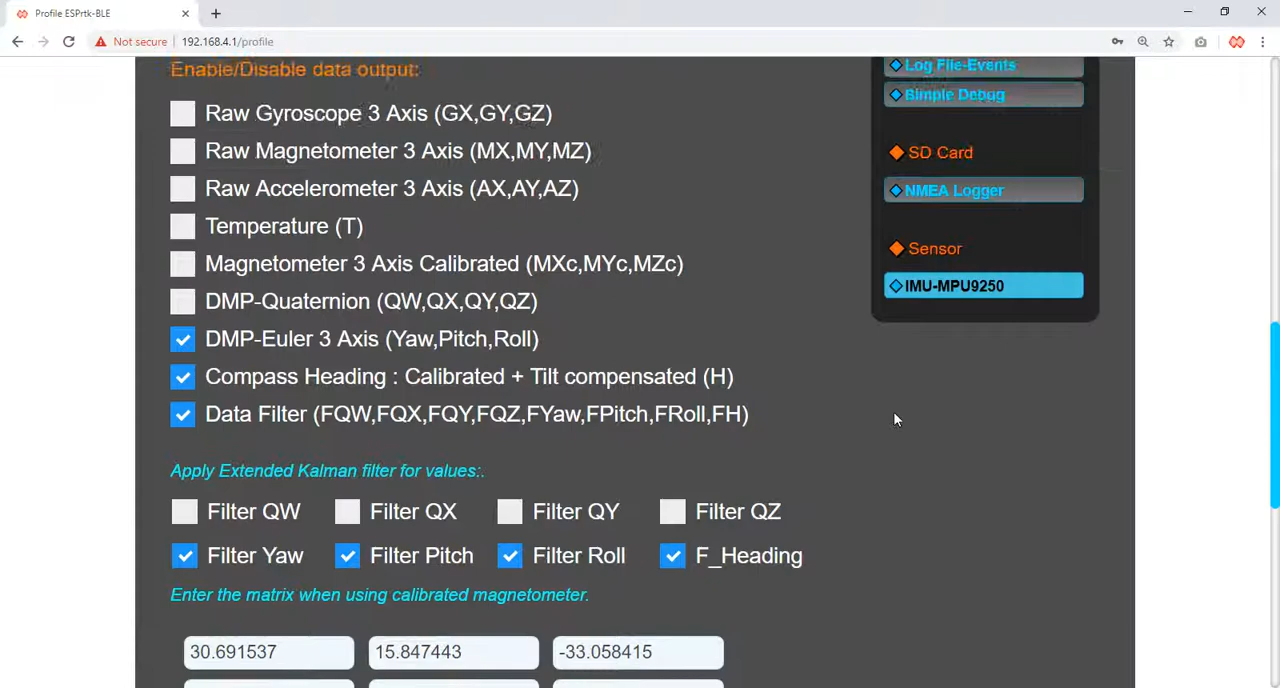 Profile ESPrtk-BLE
Not secure
192.168.4.1/profile
Enable/Disable data output:
Raw Gyroscope 3 Axis (GX,GY,GZ)
Raw Magnetometer 3 Axis (MX,MY,MZ)
Raw Accelerometer 3 Axis (AX,AY,AZ)
Temperature (T)
Magnetometer 3 Axis Calibrated (MXc,MYc,MZc)
DMP-Quaternion (QW,QX,QY,QZ)
DMP-Euler 3 Axis (Yaw,Pitch,Roll)
Compass Heading : Calibrated + Tilt compensated (H)
Data Filter (FQW,FQX,FQY,FQZ,FYaw,FPitch,FRoll,FH)
Apply Extended Kalman filter for values:.
Filter QW Filter QX Filter QY Filter QZ
Filter Yaw Filter Pitch Filter Roll F_Heading
Enter the matrix when using calibrated magnetometer.
30.691537 15.847443 -33.058415
Log File-Events
Simple Debug
SD Card
NMEA Logger
Sensor
IMU-MPU9250